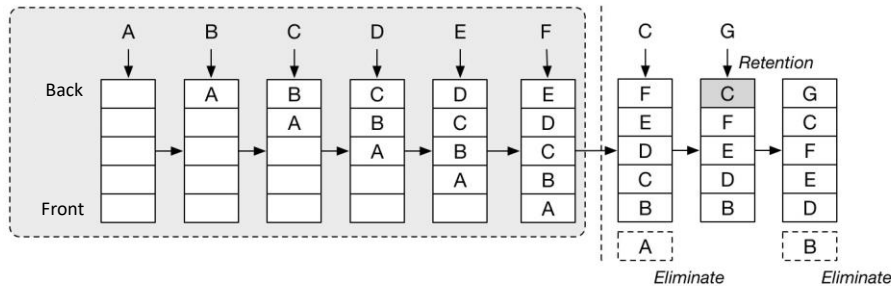 A B C D E F C G
Retention
Back A B C D E F C G
A B C D E F C
A B C D E F
A B C D E
Front A B B D
A B
Eliminate Eliminate